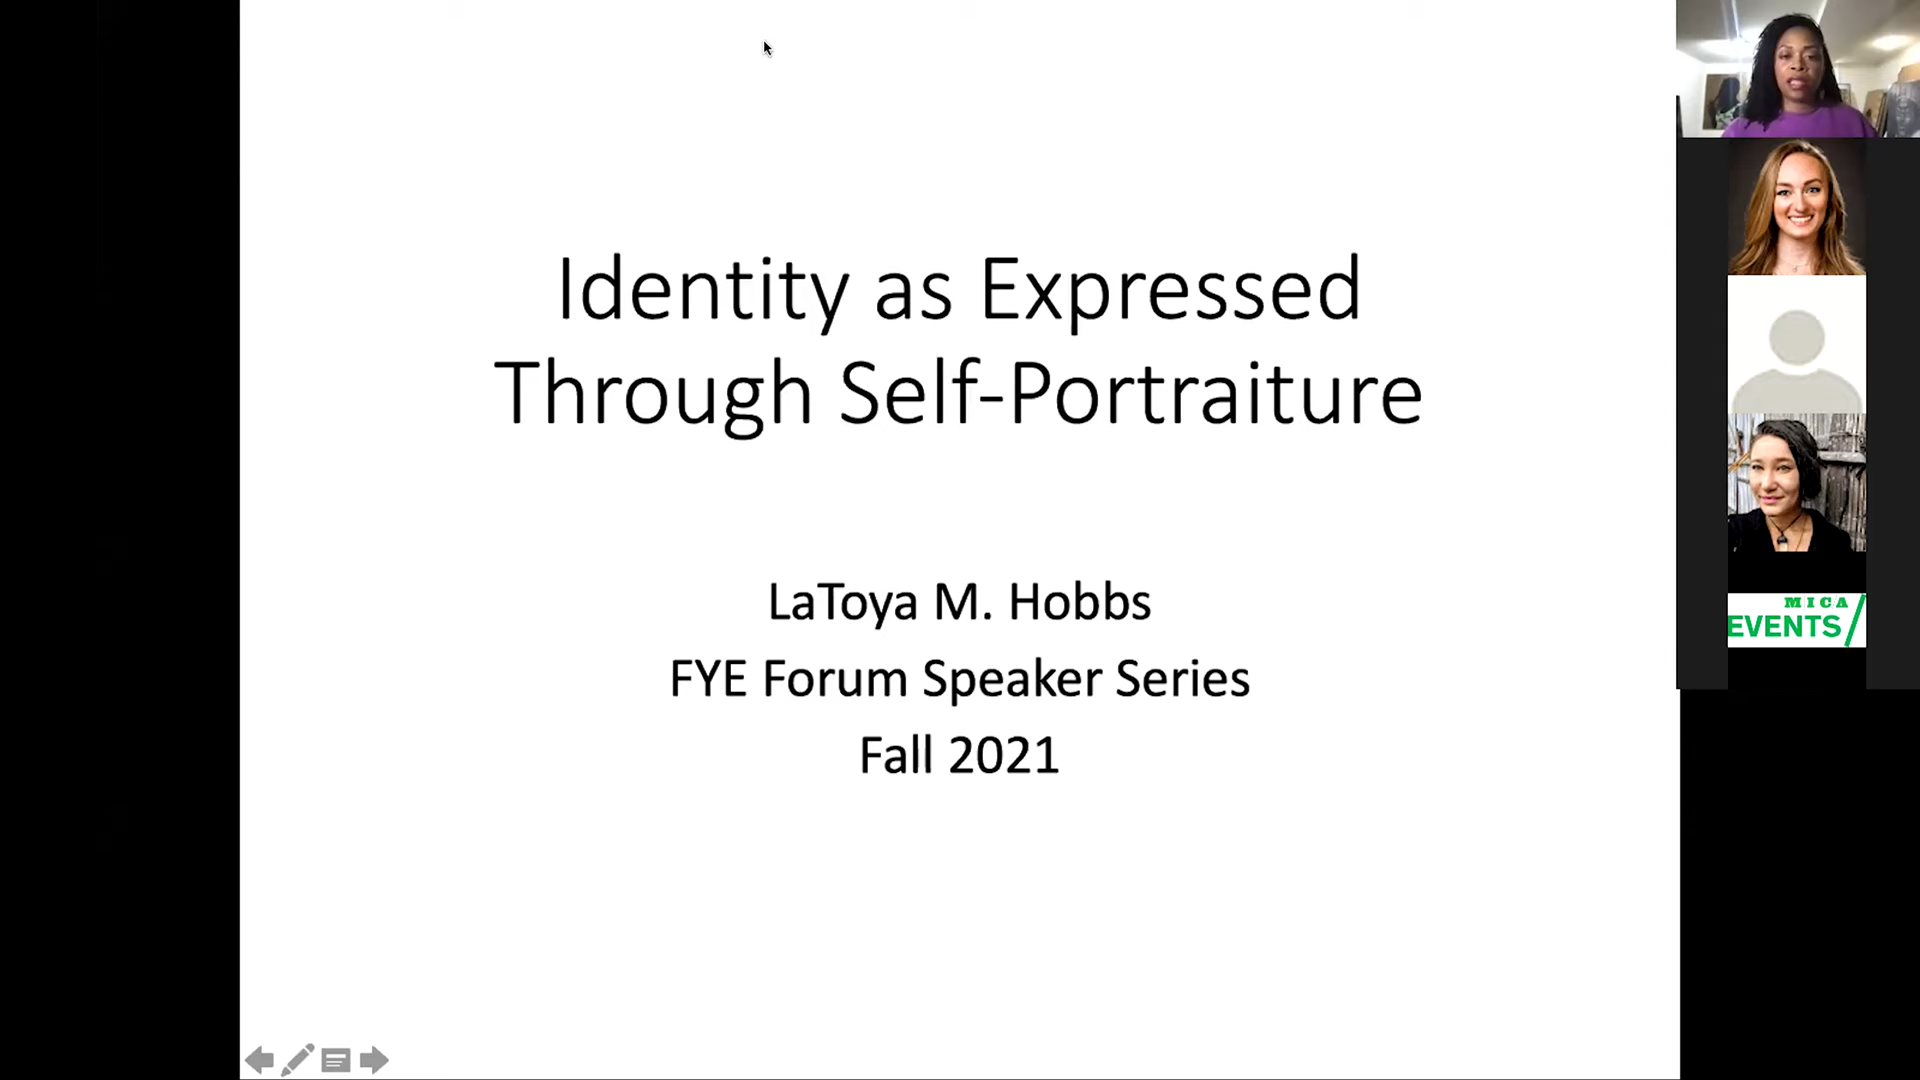 Identity as Expressed
Through Self-Portraiture
LaToya M. Hobbs
FYE Forum Speaker Series
Fall 2021
MICA
EVENTS/